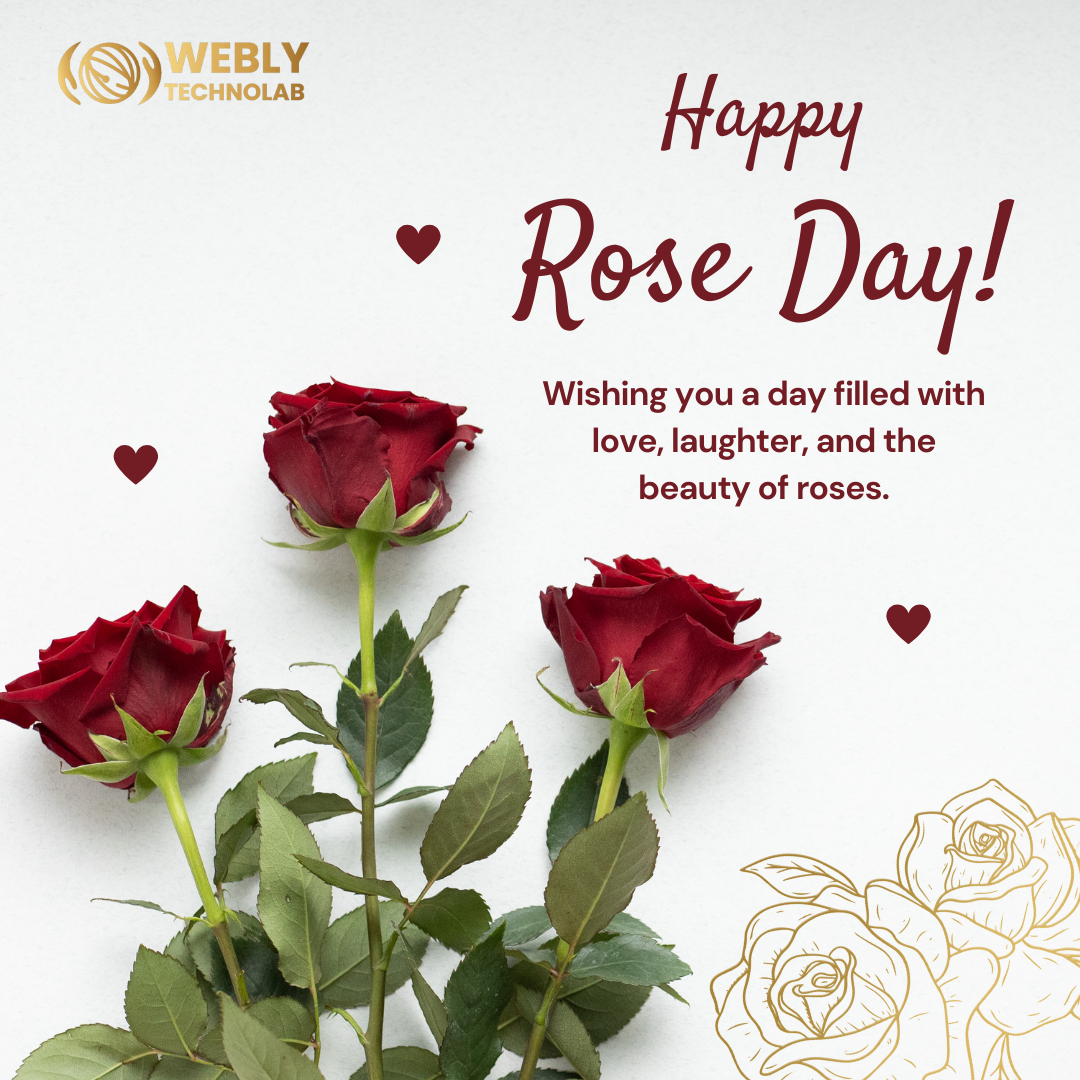 WEBLY
TECHNOLAB
Happy
Rose Day!
Wishing you a day filled with
love, laughter, and the
beauty of roses.